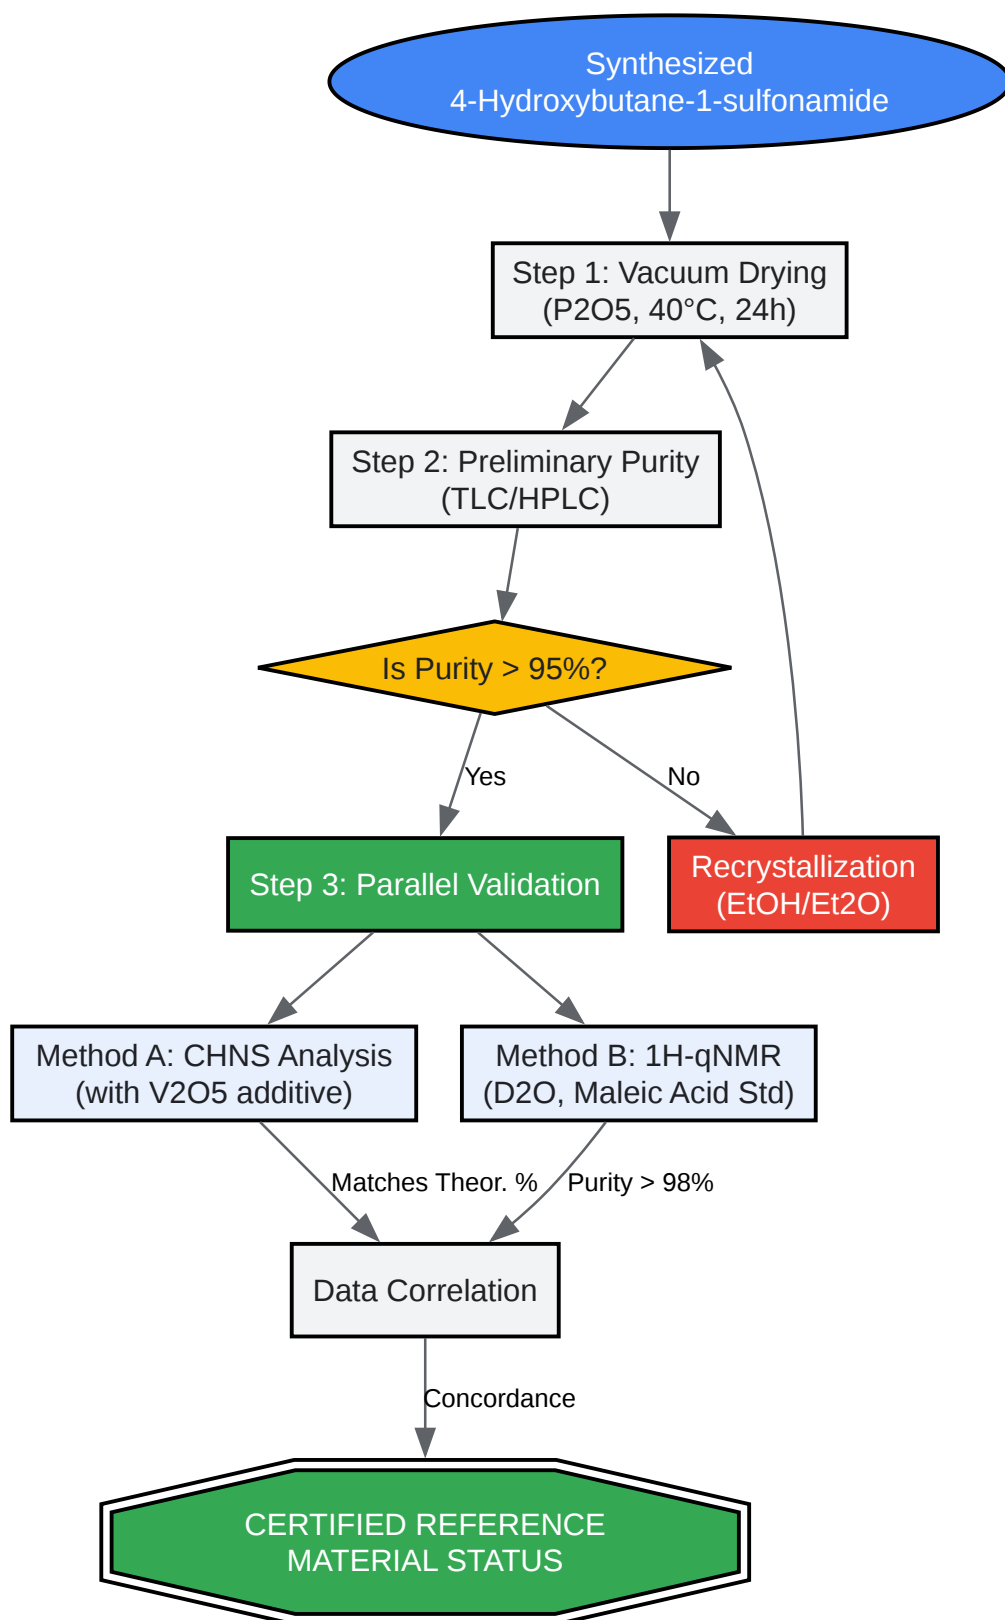 Synthesized
4-Hydroxybutane-1-sulfonamide
Step 1: Vacuum Drying
(P2O5, 40°C, 24h)
Step 2: Preliminary Purity
(TLC/HPLC)
Is Purity > 95%?
Yes
No
Step 3: Parallel Validation
Recrystallization
(EtOH/Et2O)
Method A: CHNS Analysis
(with V2O5 additive)
Method B: 1H-qNMR
(D2O, Maleic Acid Std)
Matches Theor. %
Purity > 98%
Data Correlation
Concordance
CERTIFIED REFERENCE
MATERIAL STATUS